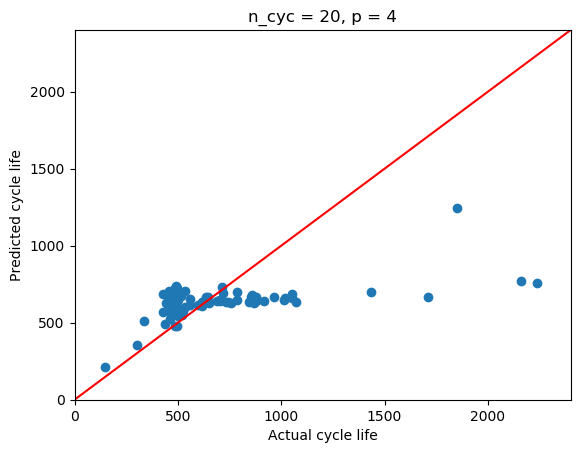 n_cyc = 20, p = 4
Predicted cycle life
2000
1500
1000
500
0
0 500 1000 1500 2000
Actual cycle life